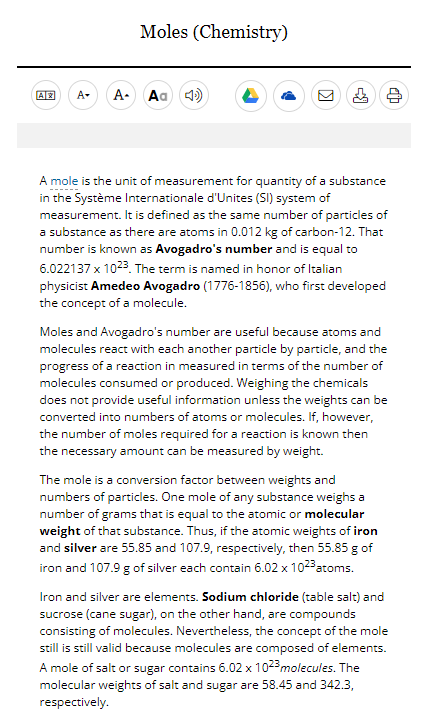 Moles (Chemistry)
A
A-
A-
Aa
A mole is the unit of measurement for quantity of a substance
in the Système Internationale d'Unites (SI) system of
measurement. It is defined as the same number of particles of
a substance as there are atoms in 0.012 kg of carbon-12. That
number is known as Avogadro's number and is equal to
6.022137 x 10²³. The term is named in honor of Italian
physicist Amedeo Avogadro (1776-1856), who first developed
the concept of a molecule.
Moles and Avogadro's number are useful because atoms and
molecules react with each another particle by particle, and the
progress of a reaction in measured in terms of the number of
molecules consumed or produced. Weighing the chemicals
does not provide useful information unless the weights can be
converted into numbers of atoms or molecules. If, however,
the number of moles required for a reaction is known then
the necessary amount can be measured by weight.
The mole is a conversion factor between weights and
numbers of particles. One mole of any substance weighs a
number of grams that is equal to the atomic or molecular
weight of that substance. Thus, if the atomic weights of iron
and silver are 55.85 and 107.9, respectively, then 55.85 g of
iron and 107.9 g of silver each contain 6.02 x 10²³atoms.
Iron and silver are elements. Sodium chloride (table salt) and
sucrose (cane sugar), on the other hand, are compounds
consisting of molecules. Nevertheless, the concept of the mole
still is still valid because molecules are composed of elements.
A mole of salt or sugar contains 6.02 x 10²³molecules. The
molecular weights of salt and sugar are 58.45 and 342.3,
respectively.